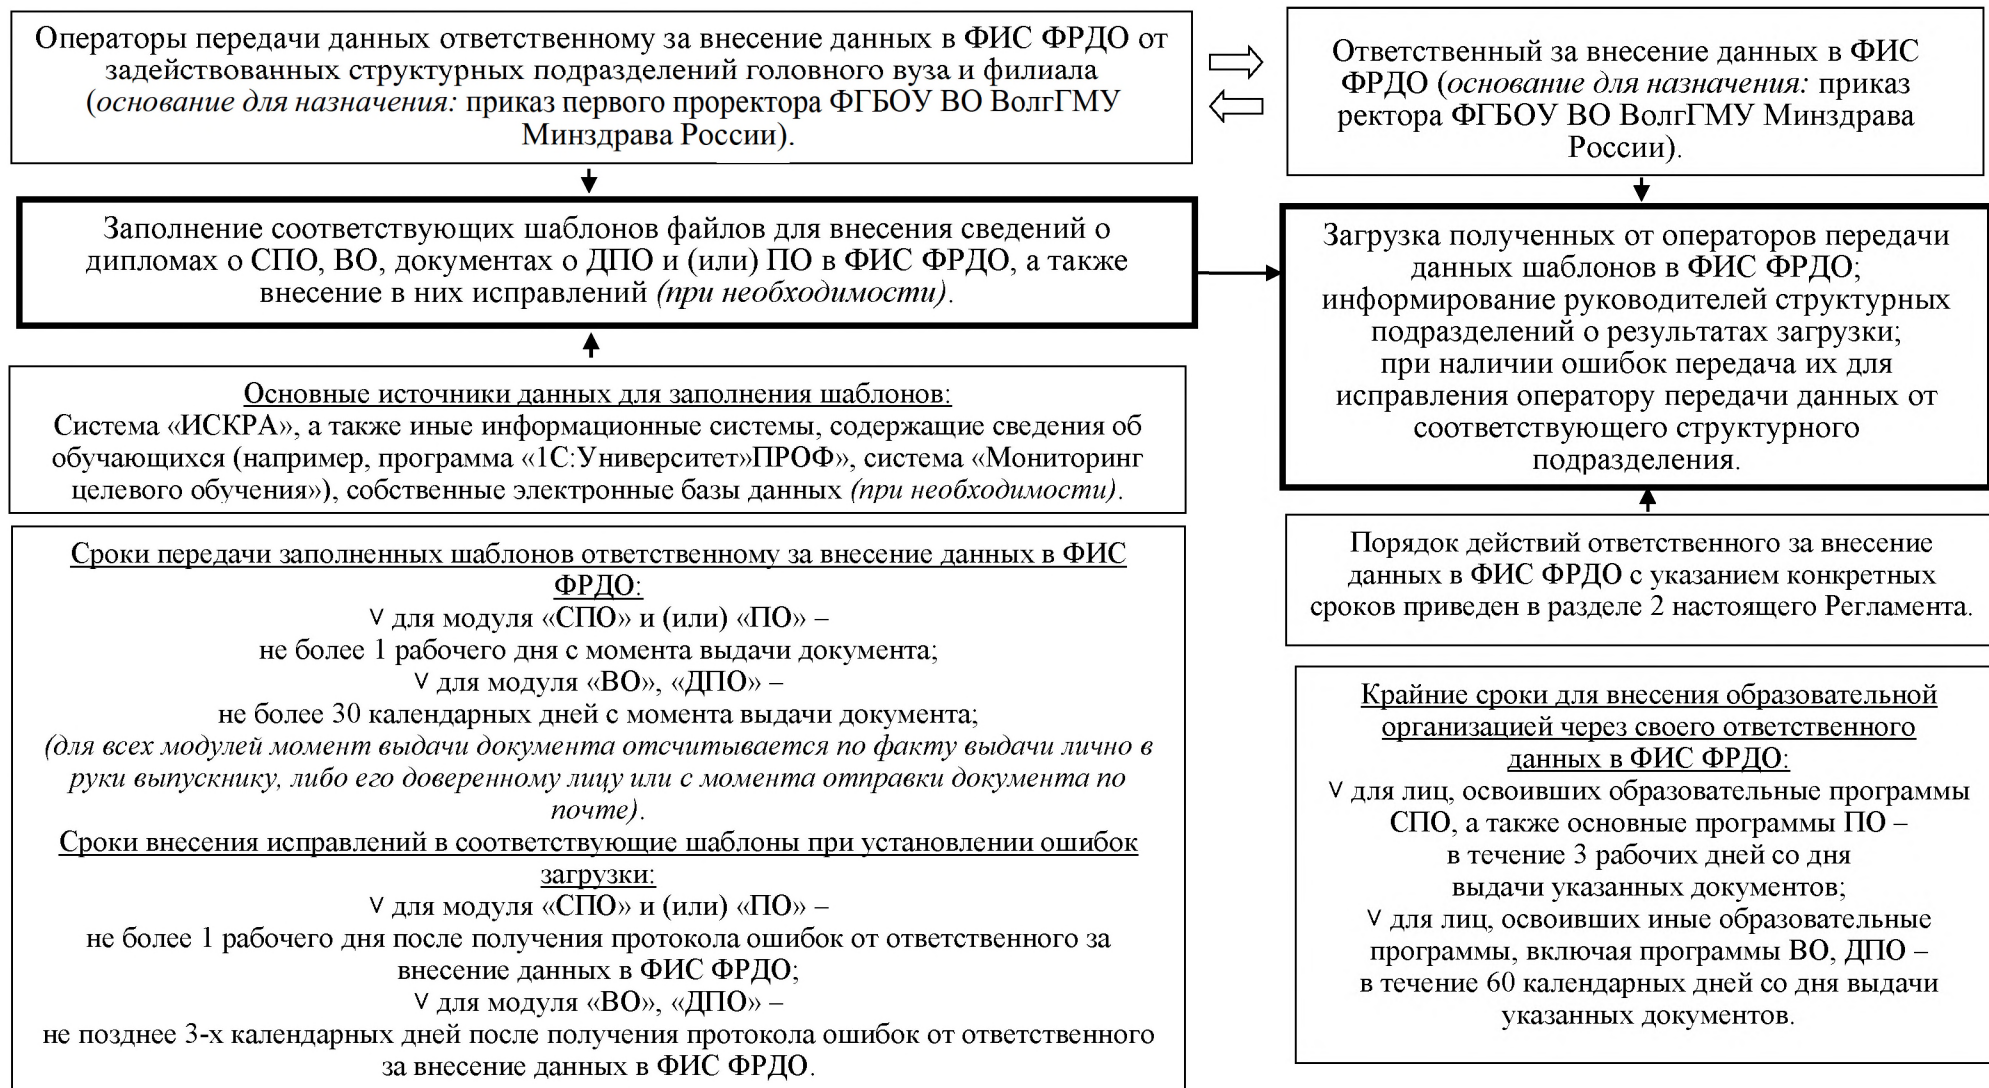 Операторы передачи данных ответственному за внесение данных в ФИС ФРДО от
задействованных структурных подразделений головного вуза и филиала
(основание для назначения: приказ первого проректора ФГБОУ ВО ВолгГМУ
Минздрава России).
Ответственный за внесение данных в ФИС
ФРДО (основание для назначения: приказ
ректора ФГБОУ ВО ВолгГМУ Минздрава
России).
Заполнение соответствующих шаблонов файлов для внесения сведений о
дипломах о СПО, ВО, документах о ДПО и (или) ПО в ФИС ФРДО, а также
внесение в них исправлений (при необходимости).
Загрузка полученных от операторов передачи
данных шаблонов в ФИС ФРДО;
информирование руководителей структурных
подразделений о результатах загрузки;
при наличии ошибок передача их для
исправления оператору передачи данных от
соответствующего структурного
подразделения.
Основные источники данных для заполнения шаблонов:
Система «ИСКРА», а также иные информационные системы, содержащие сведения об
обучающихся (например, программа «1С:Университет»ПРОФ», система «Мониторинг
целевого обучения»), собственные электронные базы данных (при необходимости).
Порядок действий ответственного за внесение
данных в ФИС ФРДО с указанием конкретных
сроков приведен в разделе 2 настоящего Регламента.
Сроки передачи заполненных шаблонов ответственному за внесение данных в ФИС
ФРДО:
˅ для модуля «СПО» и (или) «ПО» –
не более 1 рабочего дня с момента выдачи документа;
˅ для модуля «ВО», «ДПО» –
не более 30 календарных дней с момента выдачи документа;
(для всех модулей момент выдачи документа отсчитывается по факту выдачи лично в
руки выпускнику, либо его доверенному лицу или с момента отправки документа по
почте).
Сроки внесения исправлений в соответствующие шаблоны при установлении ошибок
загрузки:
˅ для модуля «СПО» и (или) «ПО» –
не более 1 рабочего дня после получения протокола ошибок от ответственного за
внесение данных в ФИС ФРДО;
˅ для модуля «ВО», «ДПО» –
не позднее 3-х календарных дней после получения протокола ошибок от ответственного
за внесение данных в ФИС ФРДО.
Крайние сроки для внесения образовательной
организацией через своего ответственного
данных в ФИС ФРДО:
˅ для лиц, освоивших образовательные программы
СПО, а также основные программы ПО –
в течение 3 рабочих дней со дня
выдачи указанных документов;
˅ для лиц, освоивших иные образовательные
программы, включая программы ВО, ДПО –
в течение 60 календарных дней со дня выдачи
указанных документов.